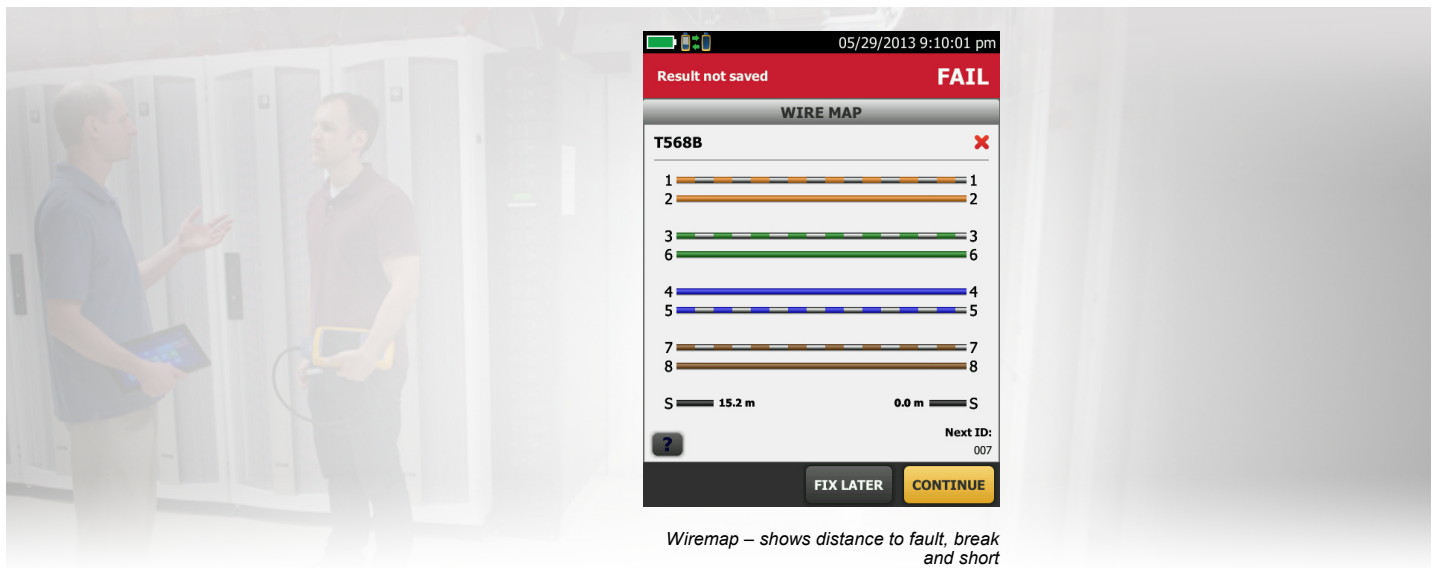 05/29/2013 9:10:01 pm
Result not saved FAIL
WIRE MAP
T568B
1 1
2 2
3 3
6 6
4 4
5 5
7 7
8 8
S 15.2 m 0.0 m S
Next ID:
? 007
FIX LATER CONTINUE
Wiremap – shows distance to fault, break
and short